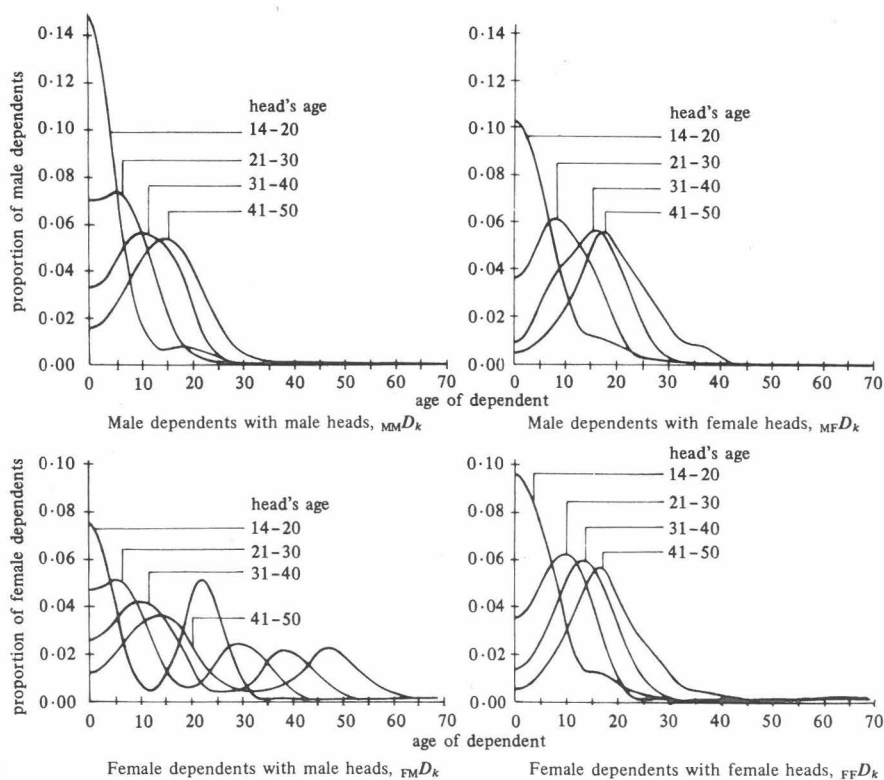 proportion of male dependents
0·14
0·12
0·10
0·08
0·06
0·04
0·02
0·00
head's age
14–20
21–30
31–40
41–50
0 10 20 30 40 50 60 70
0·14
0·12
0·10
0·08
0·06
0·04
0·02
0·00
head's age
14–20
21–30
31–40
41–50
0 10 20 30 40 50 60 70
age of dependent
Male dependents with male heads, MMDk
Male dependents with female heads, MFDk
proportion of female dependents
0·10
0·08
0·06
0·04
0·02
0·00
head's age
14–20
21–30
31–40
41–50
0 10 20 30 40 50 60 70
0·10
0·08
0·06
0·04
0·02
0·00
head's age
14–20
21–30
31–40
41–50
0 10 20 30 40 50 60 70
age of dependent
Female dependents with male heads, FMDk
Female dependents with female heads, FFDk